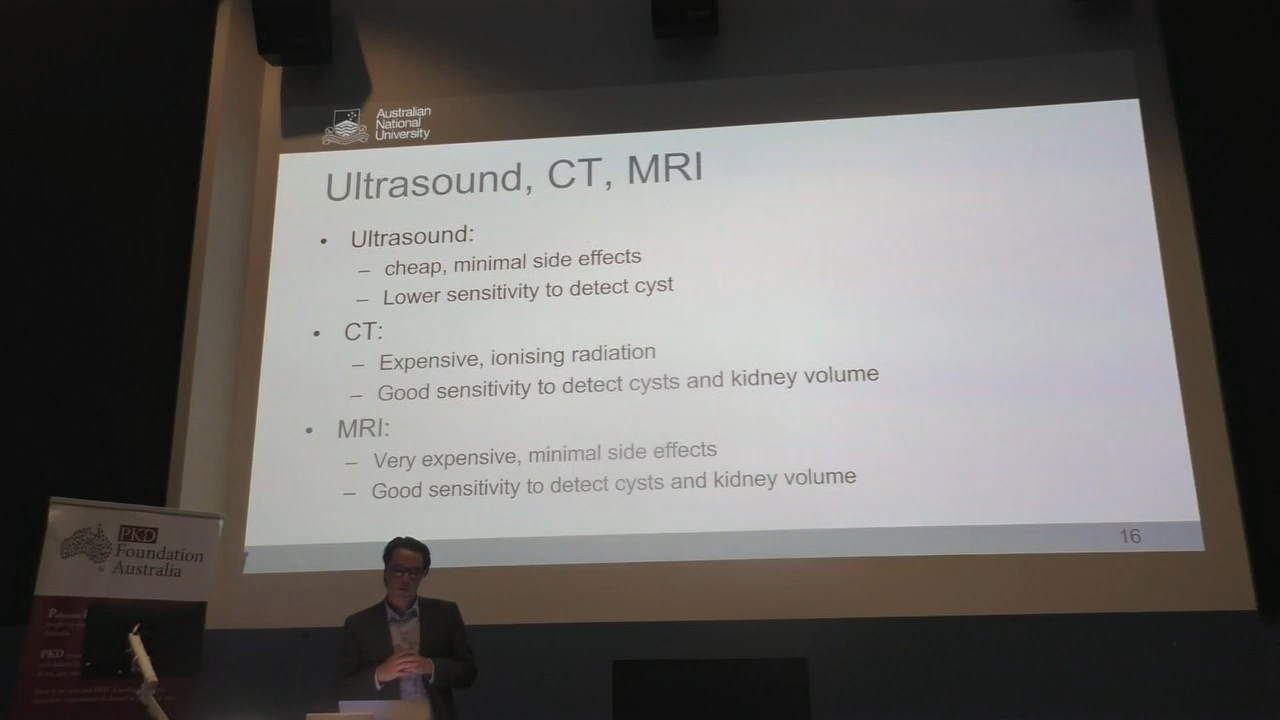 Australian
National
University
Ultrasound, CT, MRI
• Ultrasound:
– cheap, minimal side effects
– Lower sensitivity to detect cyst
• CT:
– Expensive, ionising radiation
– Good sensitivity to detect cysts and kidney volume
• MRI:
– Very expensive, minimal side effects
– Good sensitivity to detect cysts and kidney volume
16
PKD
Foundation
Australia
PKD